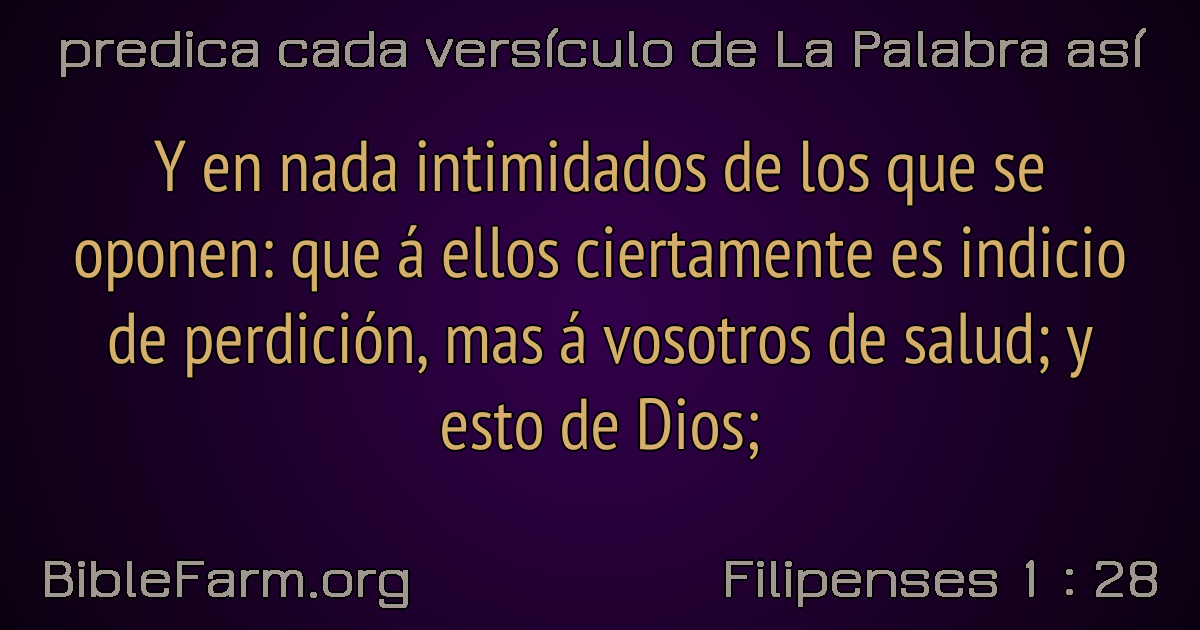 predica cada versículo de La Palabra así
Y en nada intimidados de los que se
oponen: que á ellos ciertamente es indicio
de perdición, mas á vosotros de salud; y
esto de Dios;
BibleFarm.org
Filipenses 1 : 28